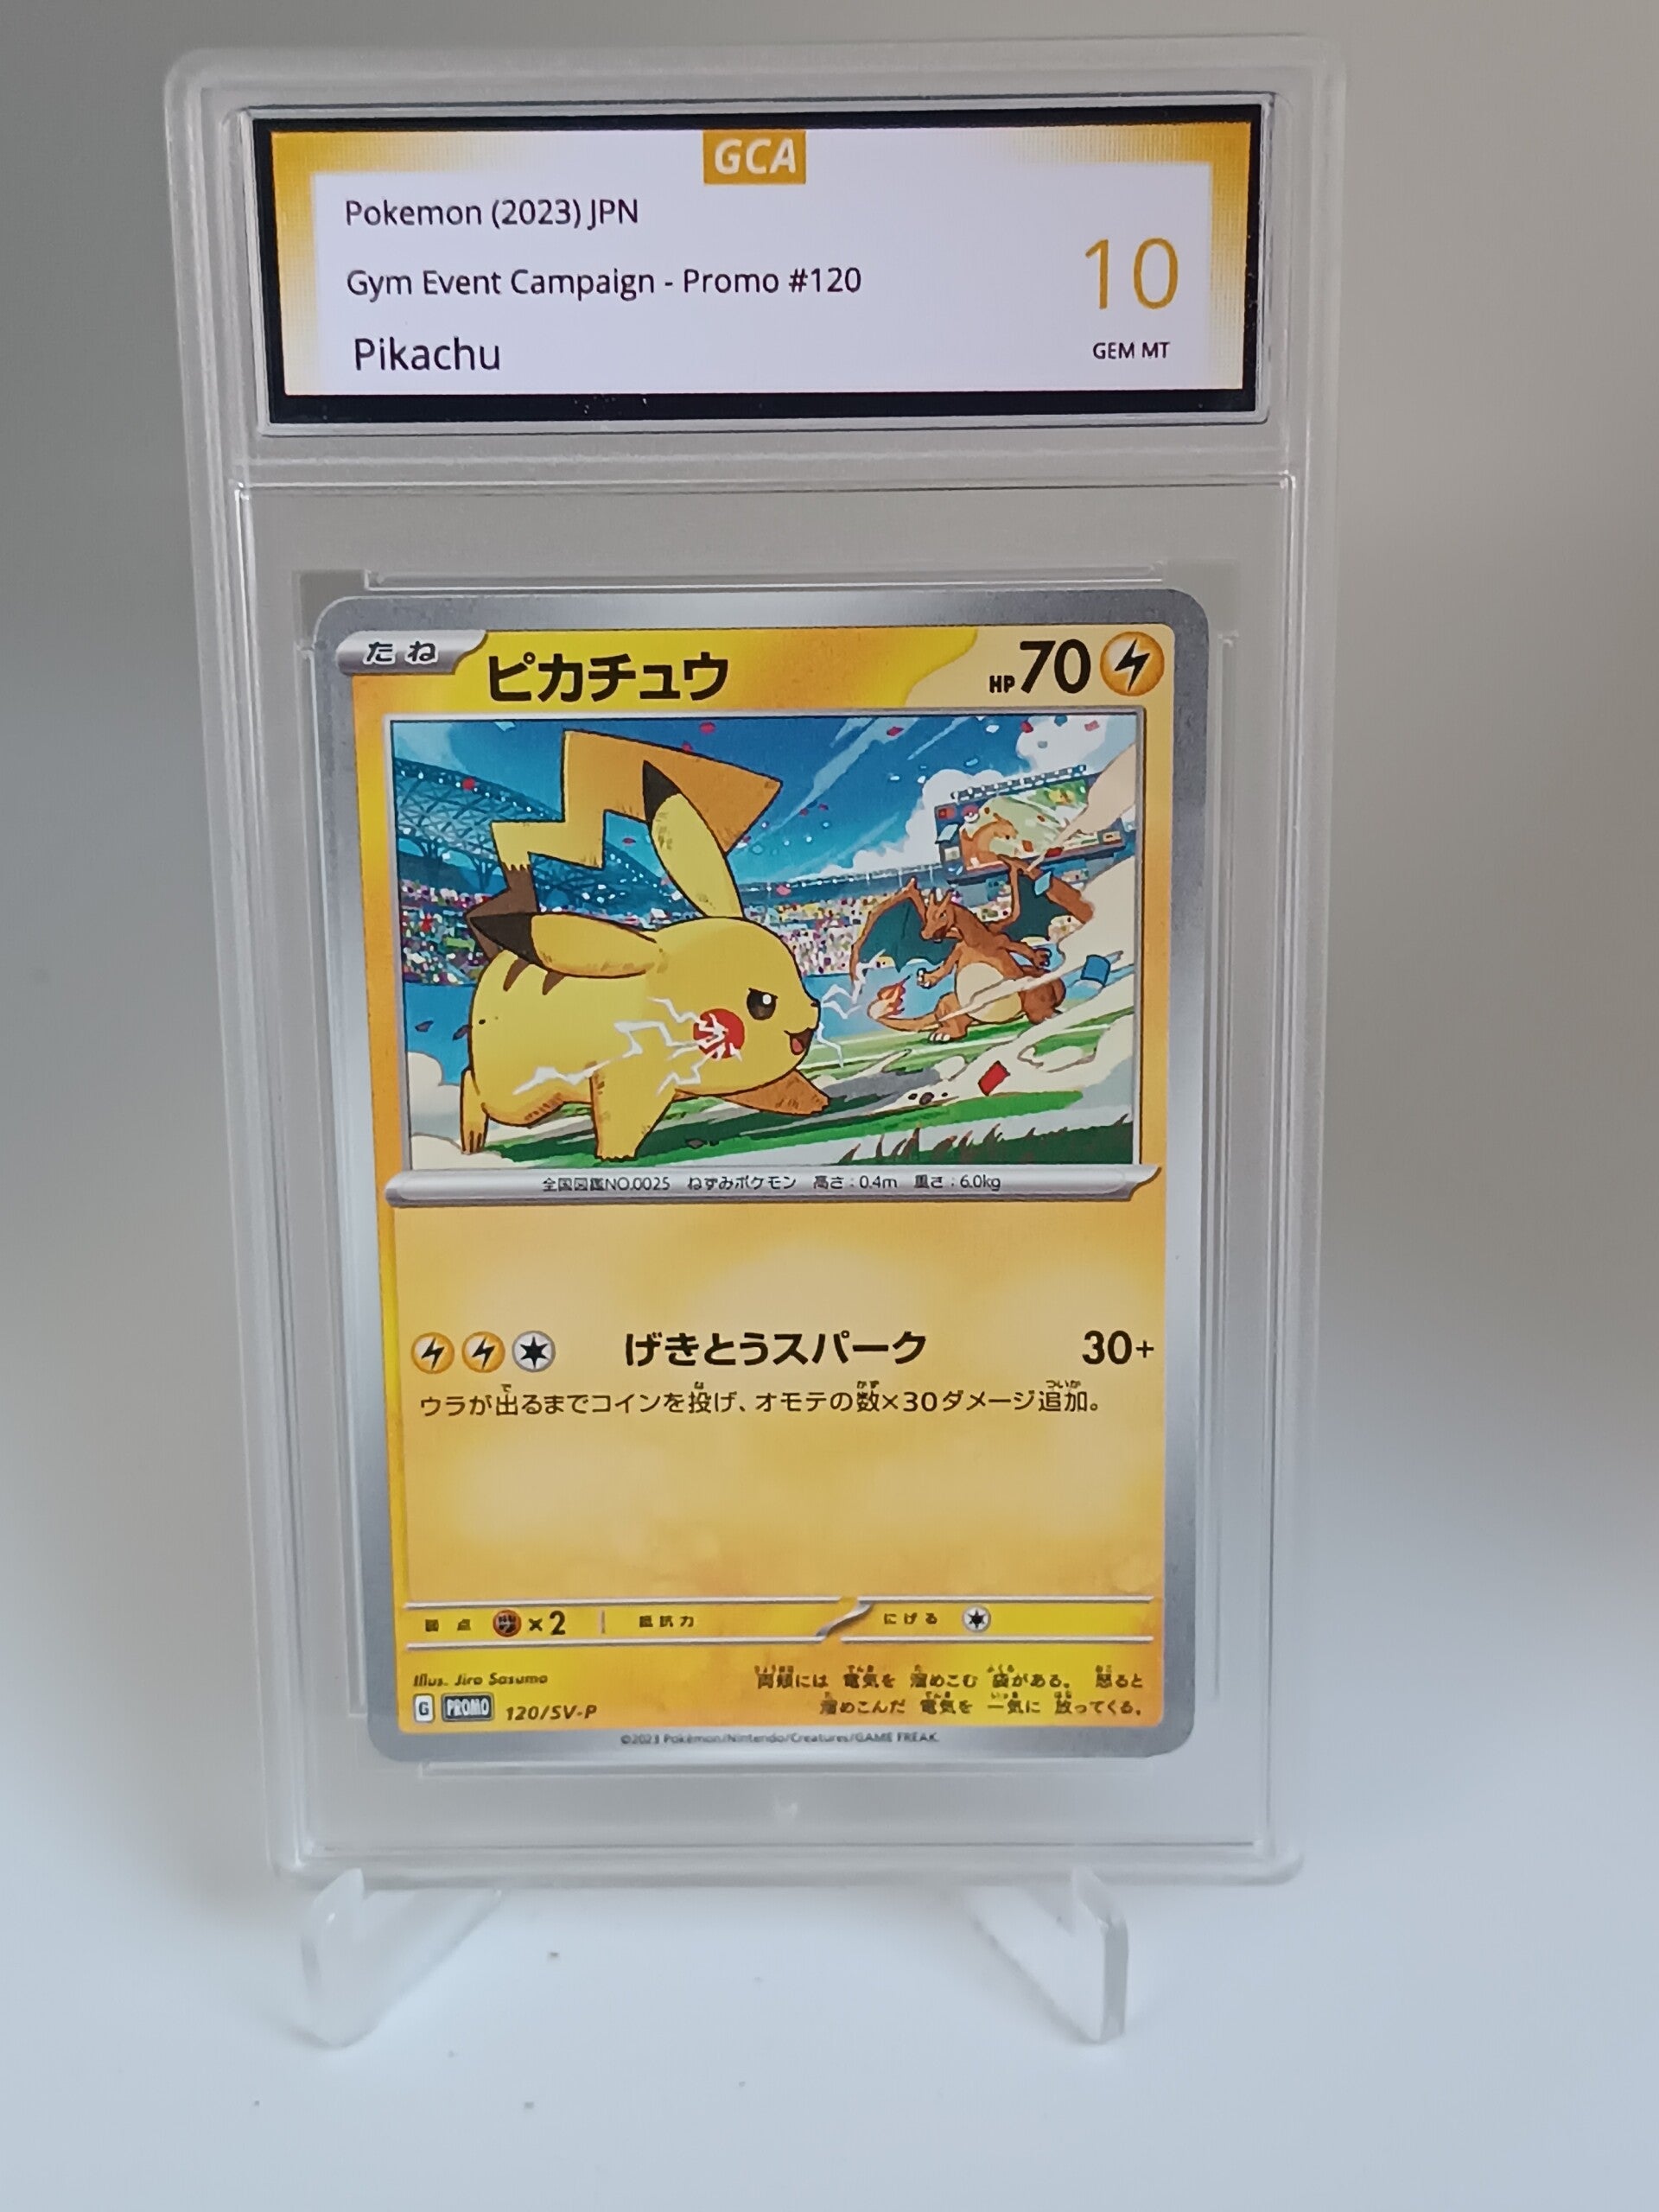 GCA
Pokemon (2023) JPN
Gym Event Campaign - Promo #120
10
Pikachu
GEM MT
たね ピカチュウ HP70
全国図鑑NO.0025 ねずみポケモン 高さ:0.4m 重さ:6.0kg
げきとうスパーク 30+
ウラが出るまでコインを投げ、オモテの数×30ダメージ追加。
弱点 ×2 抵抗力 にげる
Illus. Jiro Sasumo
両頬には 電気を 溜めこむ 袋がある。 怒ると
溜めこんだ 電気を 一気に 放ってくる。
G PROMO 120/SV-P
©2023 Pokémon/Nintendo/Creatures/GAME FREAK